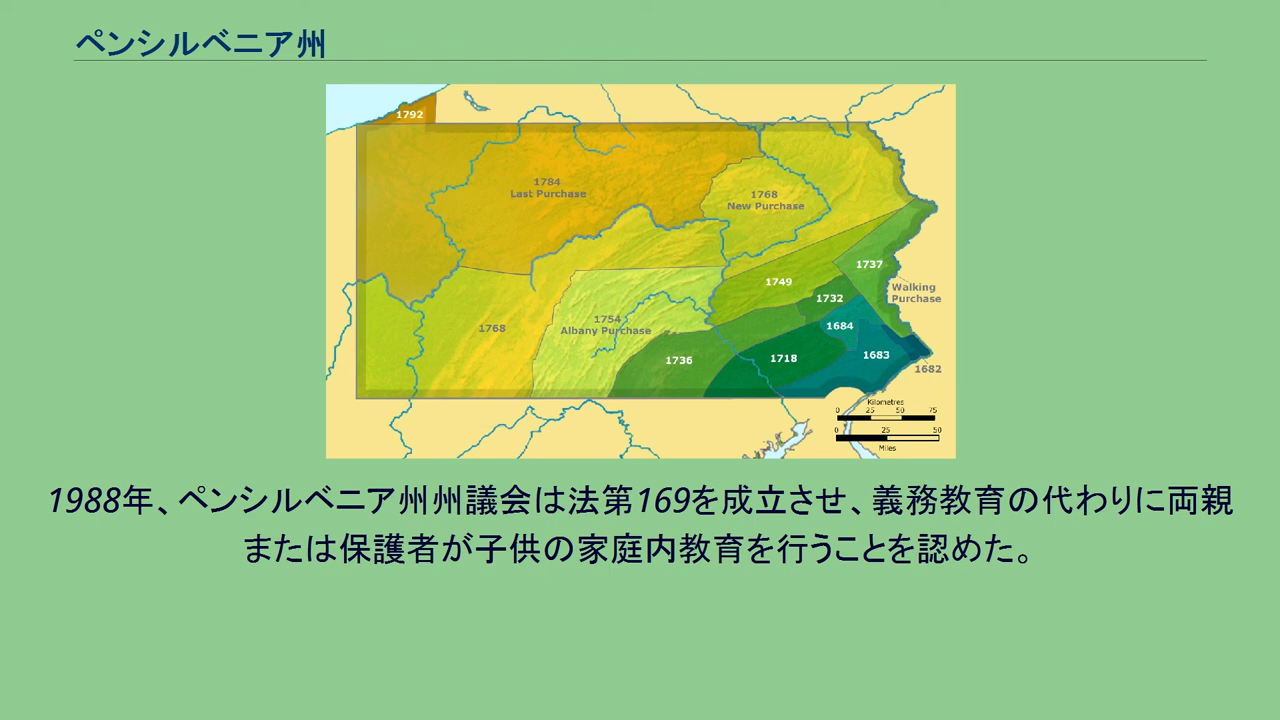 ペンシルベニア州
1792
1784
Last Purchase
1768
New Purchase
1737
Walking
Purchase
1749
1732
1684
1754
Albany Purchase
1768
1736
1718
1683
1682
Kilometres
0 25 50 75
0 25 50
Miles
1988年、ペンシルベニア州州議会は法第169を成立させ、義務教育の代わりに両親
または保護者が子供の家庭内教育を行うことを認めた。